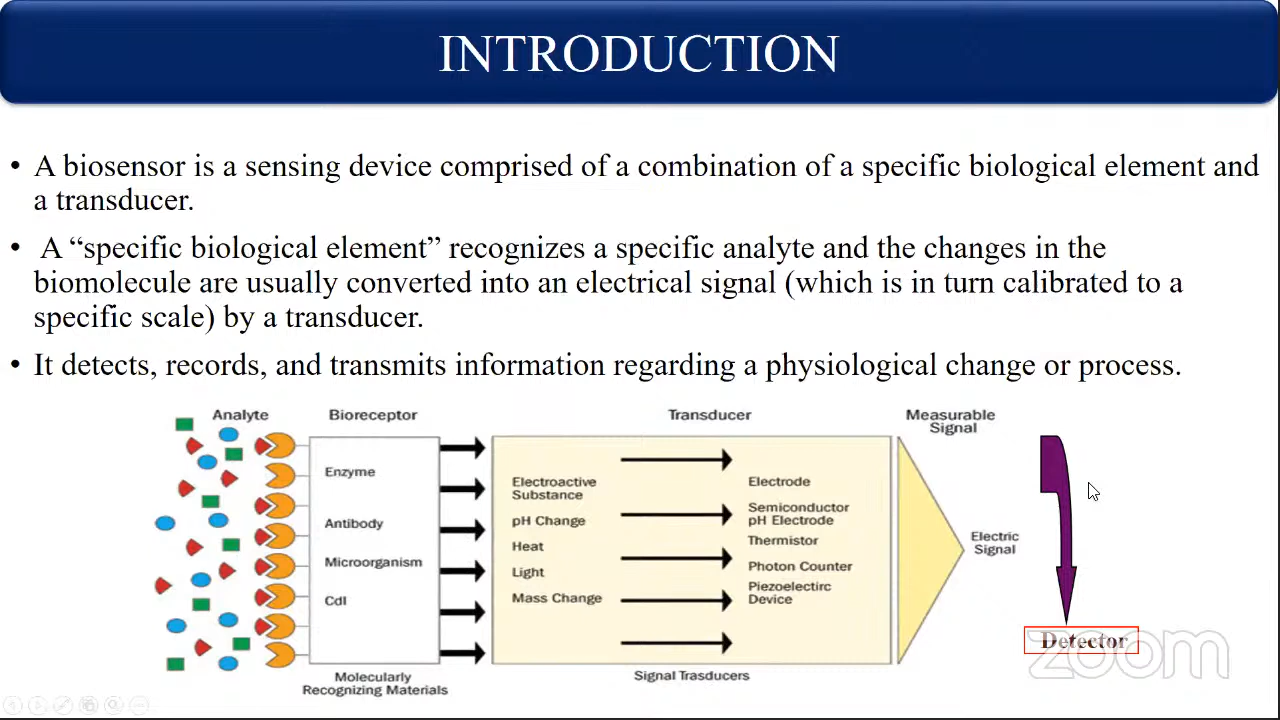 INTRODUCTION
• A biosensor is a sensing device comprised of a combination of a specific biological element and
a transducer.
• A “specific biological element” recognizes a specific analyte and the changes in the
biomolecule are usually converted into an electrical signal (which is in turn calibrated to a
specific scale) by a transducer.
• It detects, records, and transmits information regarding a physiological change or process.
Analyte
Bioreceptor
Transducer
Measurable
Signal
Enzyme
Antibody
Microorganism
Cdl
Electroactive
Substance
pH Change
Heat
Light
Mass Change
Electrode
Semiconductor
pH Electrode
Thermistor
Photon Counter
Piezoelectirc
Device
Electric
Signal
Detector
zoom
Molecularly
Recognizing Materials
Signal Trasducers